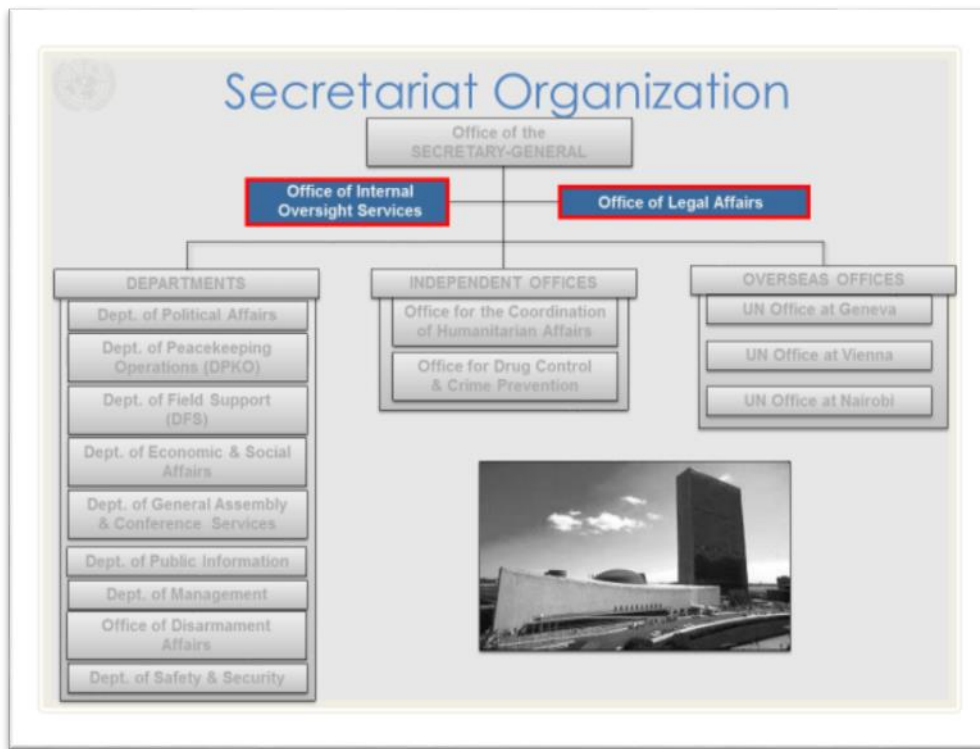 Secretariat Organization
Office of the
SECRETARY-GENERAL
Office of Internal
Oversight Services
Office of Legal Affairs
DEPARTMENTS
Dept. of Political Affairs
Dept. of Peacekeeping
Operations (DPKO)
Dept. of Field Support
(DFS)
Dept. of Economic & Social
Affairs
Dept. of General Assembly
& Conference Services
Dept. of Public Information
Dept. of Management
Office of Disarmament
Affairs
Dept. of Safety & Security
INDEPENDENT OFFICES
Office for the Coordination
of Humanitarian Affairs
Office for Drug Control
& Crime Prevention
OVERSEAS OFFICES
UN Office at Geneva
UN Office at Vienna
UN Office at Nairobi